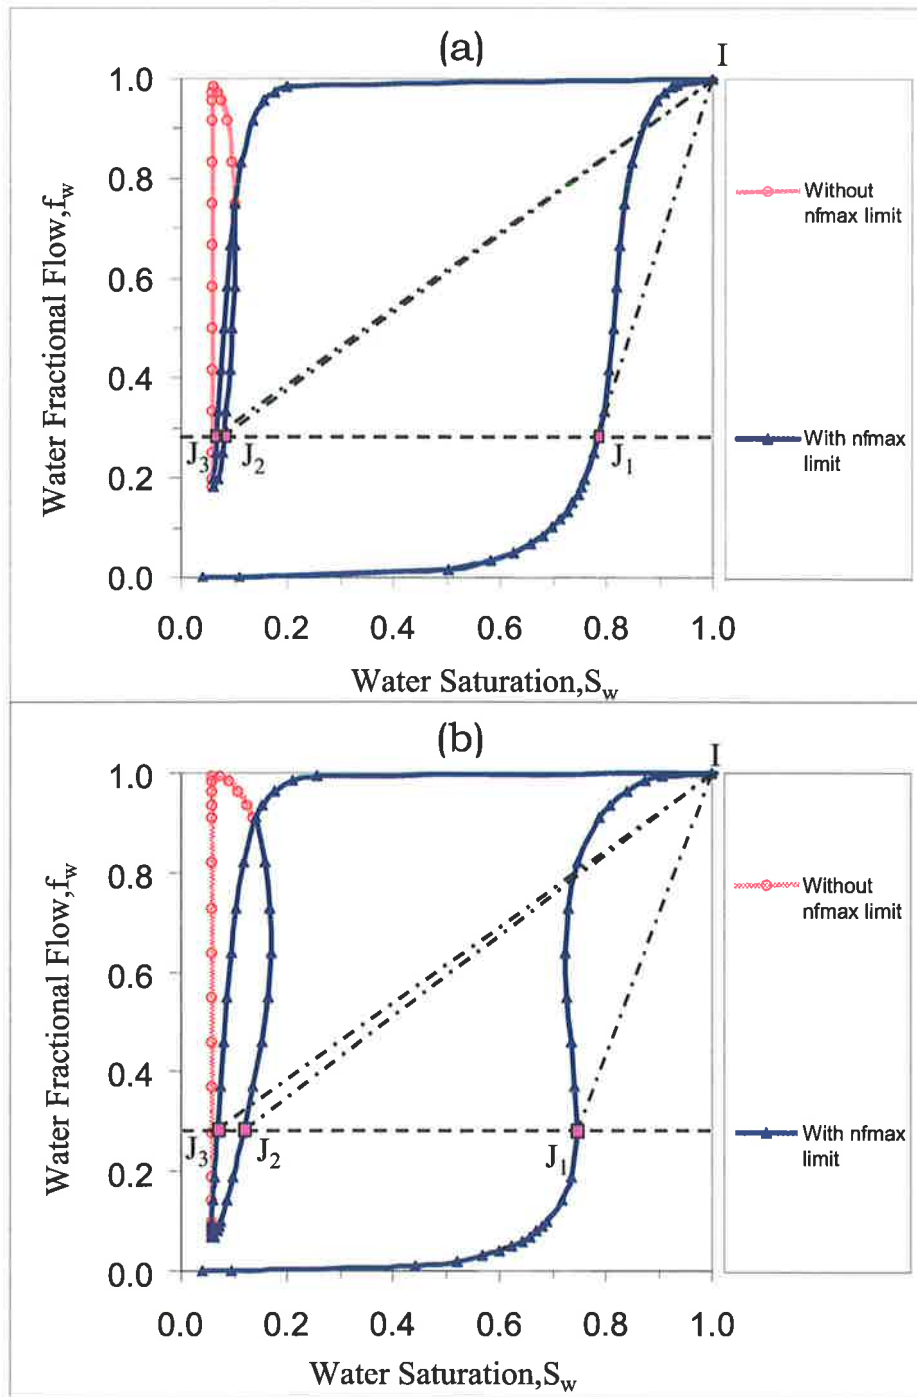 (a)
I
1.0
0.8
0.6
0.4
0.2
0.0
Water Fractional Flow,f_w
J_3
J_2
J_1
0.0 0.2 0.4 0.6 0.8 1.0
Water Saturation,S_w
Without
nfmax limit
With nfmax
limit
(b)
I
1.0
0.8
0.6
0.4
0.2
0.0
Water Fractional Flow,f_w
J_3
J_2
J_1
0.0 0.2 0.4 0.6 0.8 1.0
Water Saturation,S_w
Without
nfmax limit
With nfmax
limit